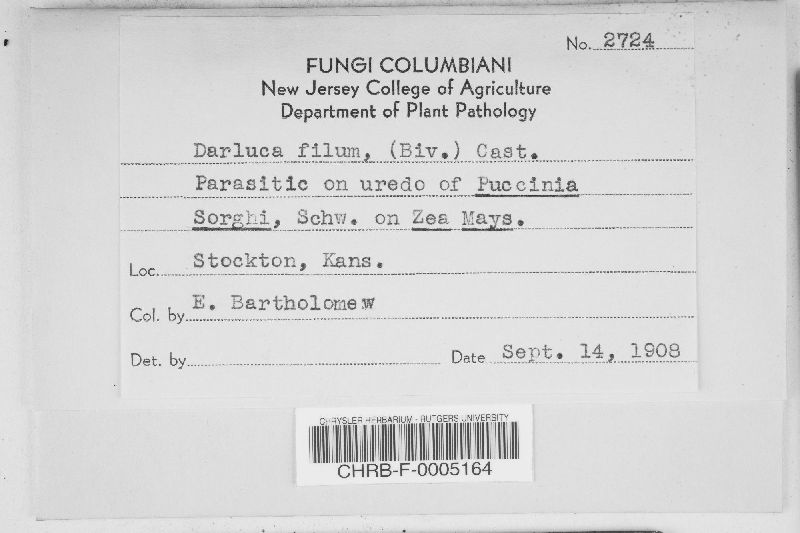 No. 2724
FUNGI COLUMBIANI
New Jersey College of Agriculture
Department of Plant Pathology
Darluca filum, (Biv.) Cast.
Parasitic on uredo of Puccinia
Sorghi, Schw. on Zea Mays.
Loc. Stockton, Kans.
Col. by E. Bartholomew
Det. by Date Sept. 14, 1908
CHRYSLER HERBARIUM - RUTGERS UNIVERSITY
CHRB-F-0005164